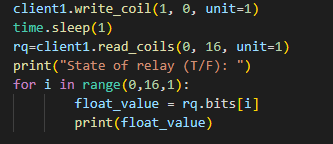 client1.write_coil(1, 0, unit=1)
time.sleep(1)
rq=client1.read_coils(0, 16, unit=1)
print("State of relay (T/F): ")
for i in range(0,16,1):
        float_value = rq.bits[i]
        print(float_value)